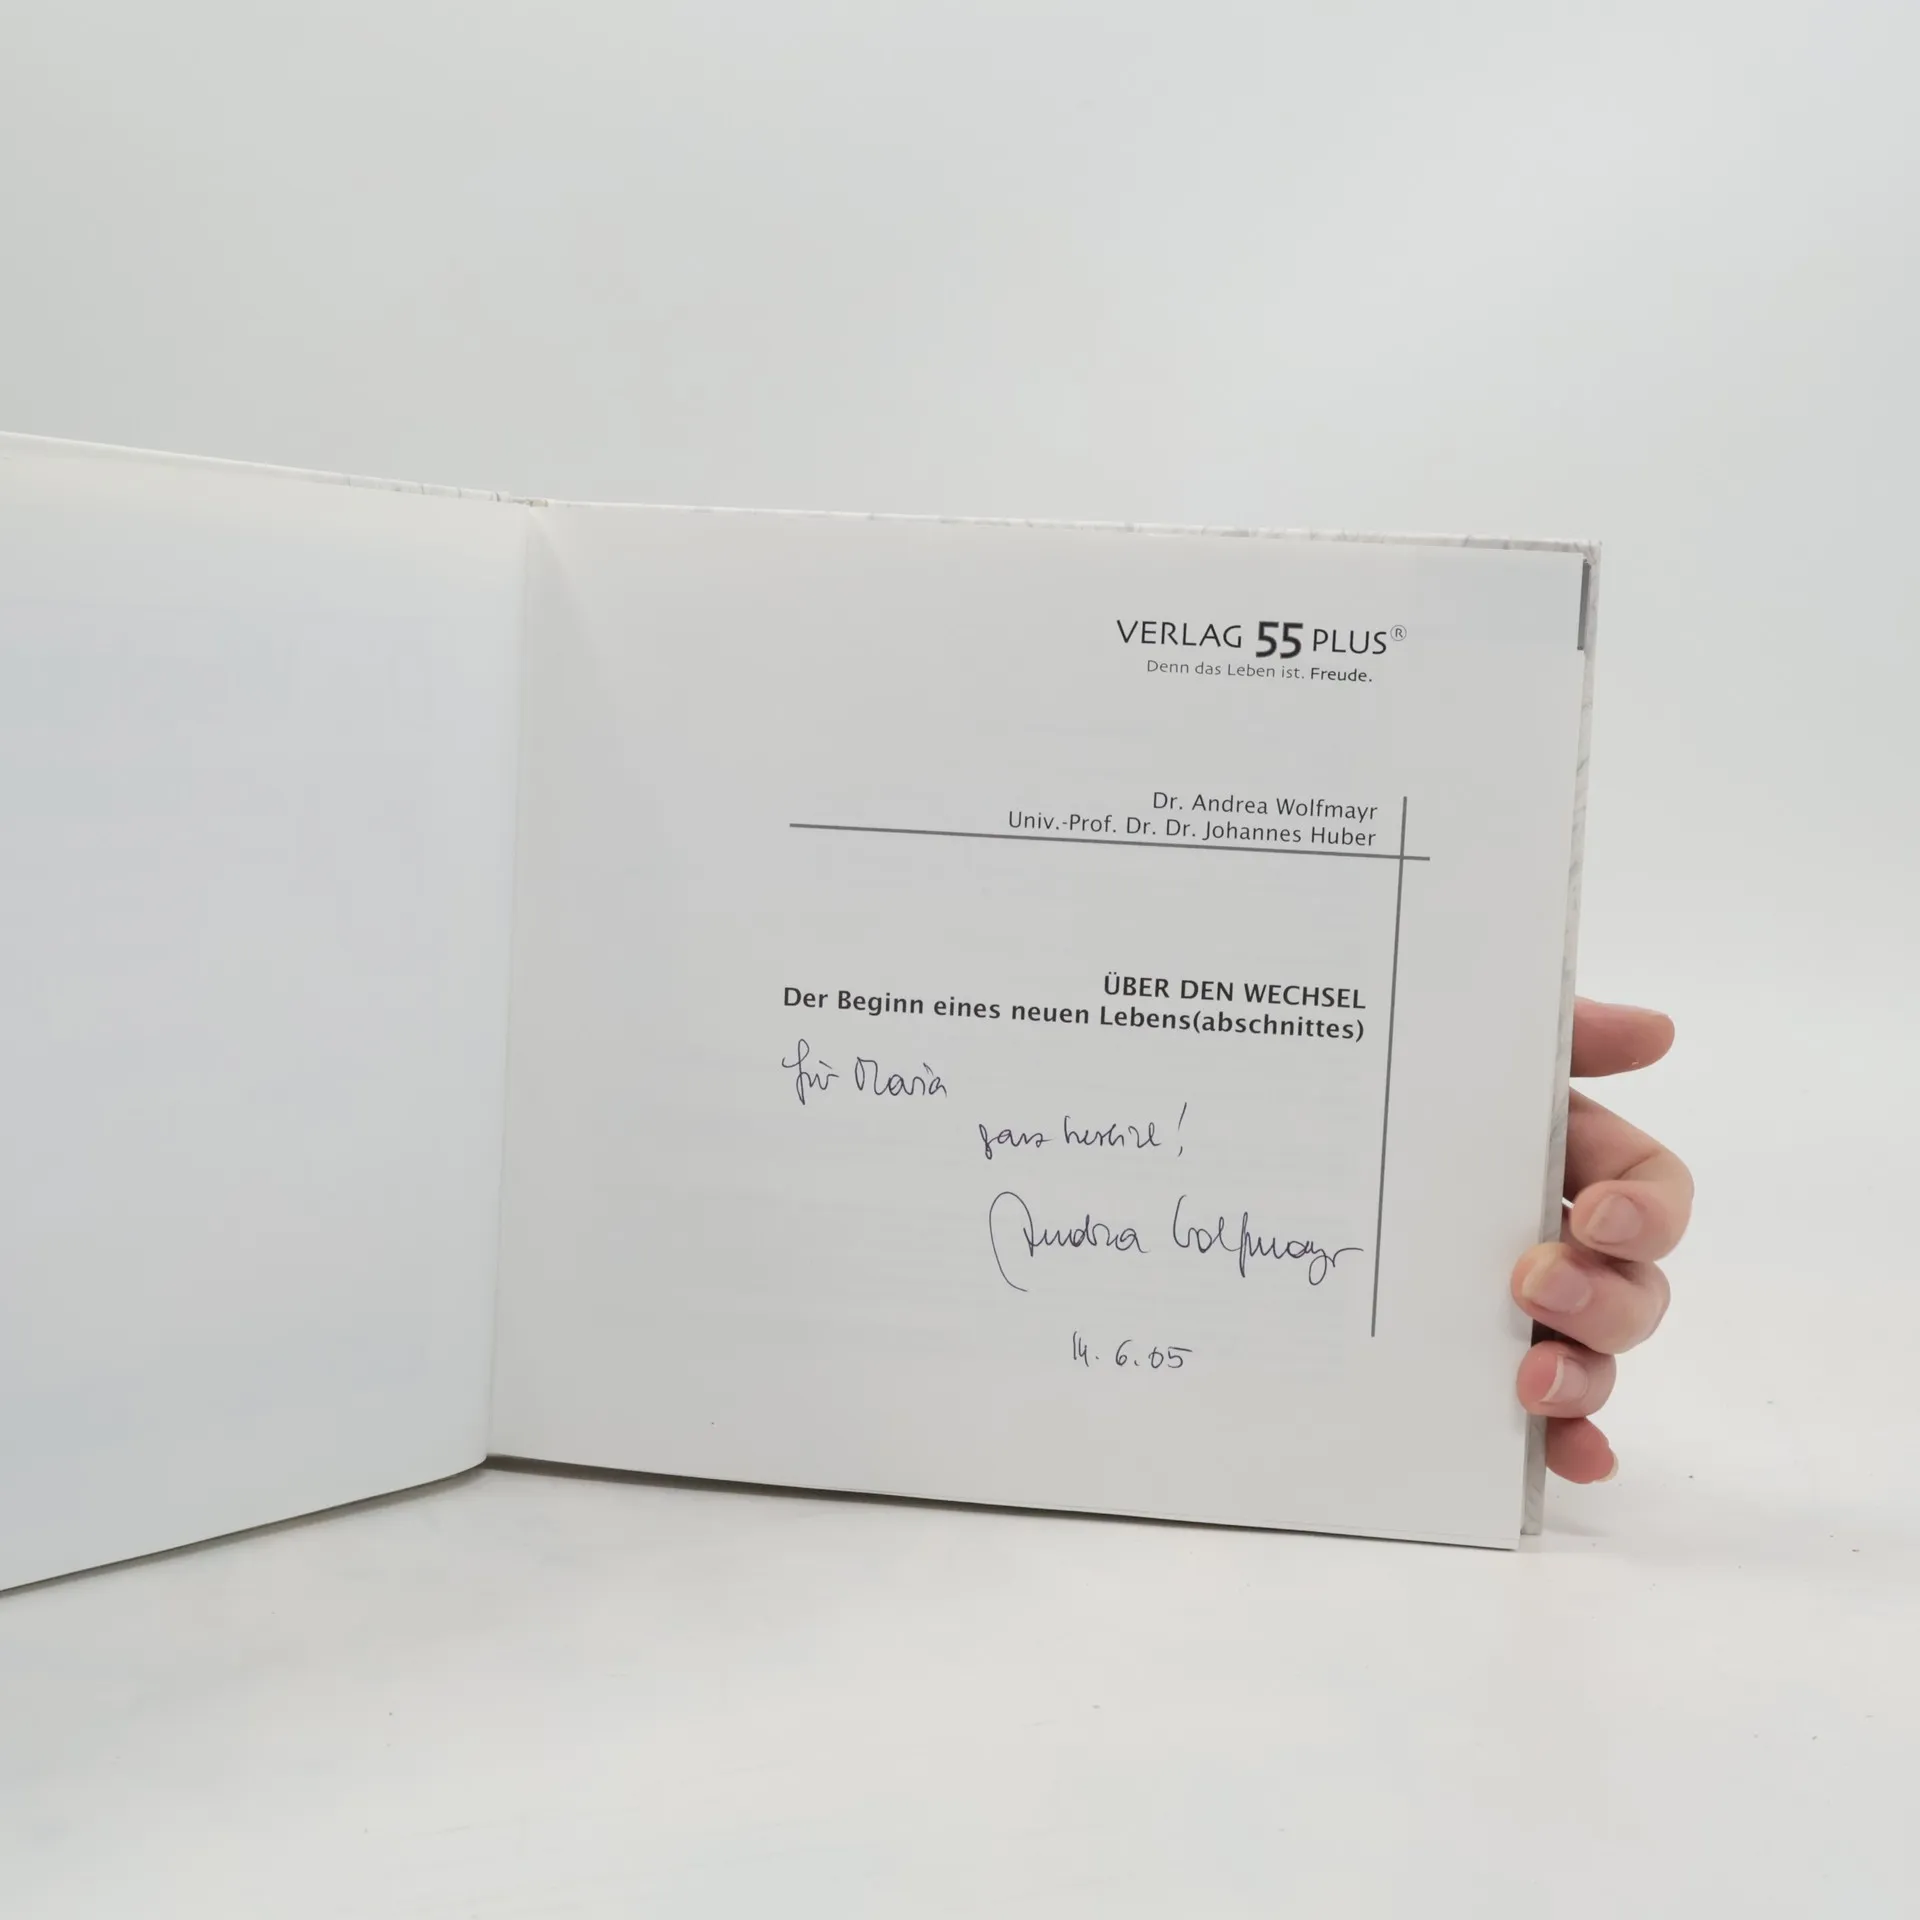 VERLAG 55 PLUS®
Denn das Leben ist. Freude.
Dr. Andrea Wolfmayr
Univ.-Prof. Dr. Dr. Johannes Huber
ÜBER DEN WECHSEL
Der Beginn eines neuen Lebens(abschnittes)
für Maria
ganz herzlich!
Andrea Wolfmayr
14. 6. 05